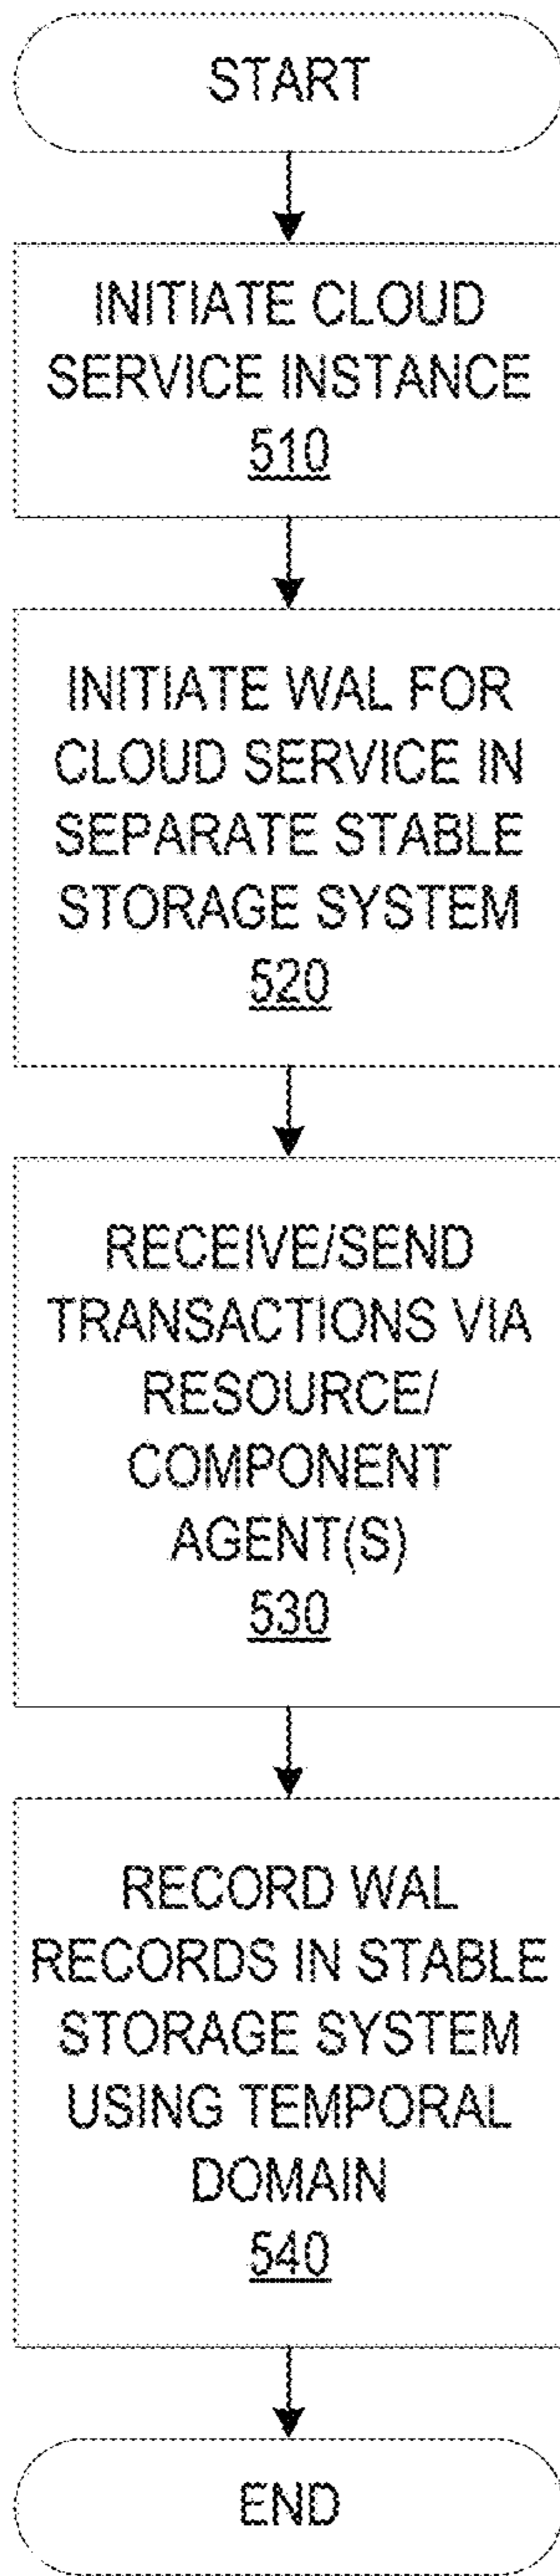 START
INITIATE CLOUD
SERVICE INSTANCE
510
INITIATE WAL FOR
CLOUD SERVICE IN
SEPARATE STABLE
STORAGE SYSTEM
520
RECEIVE/SEND
TRANSACTIONS VIA
RESOURCE/
COMPONENT
AGENT(S)
530
RECORD WAL
RECORDS IN STABLE
STORAGE SYSTEM
USING TEMPORAL
DOMAIN
540
END